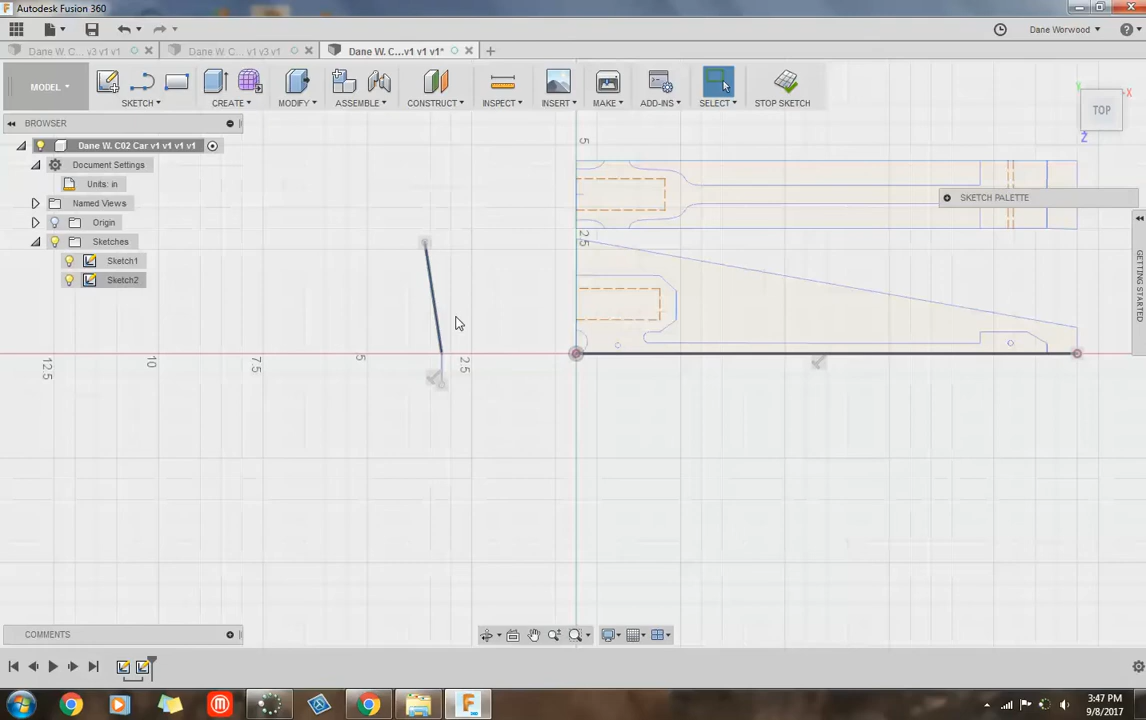 Autodesk Fusion 360
Dane Worwood
Dane W. C... v3 v1 v1
Dane W. C... v3 v1
Dane W. C...v1 v1 v1*
MODEL
SKETCH
CREATE
MODIFY
ASSEMBLE
CONSTRUCT
INSPECT
INSERT
MAKE
ADD-INS
SELECT
STOP SKETCH
BROWSER
Dane W. C02 Car v1 v1 v1 v1
Document Settings
Units: in
Named Views
Origin
Sketches
Sketch1
Sketch2
Y
X
TOP
Z
SKETCH PALETTE
GETTING STARTED
5
2.5
12.5
10
7.5
5
2.5
COMMENTS
3:47 PM
9/8/2017